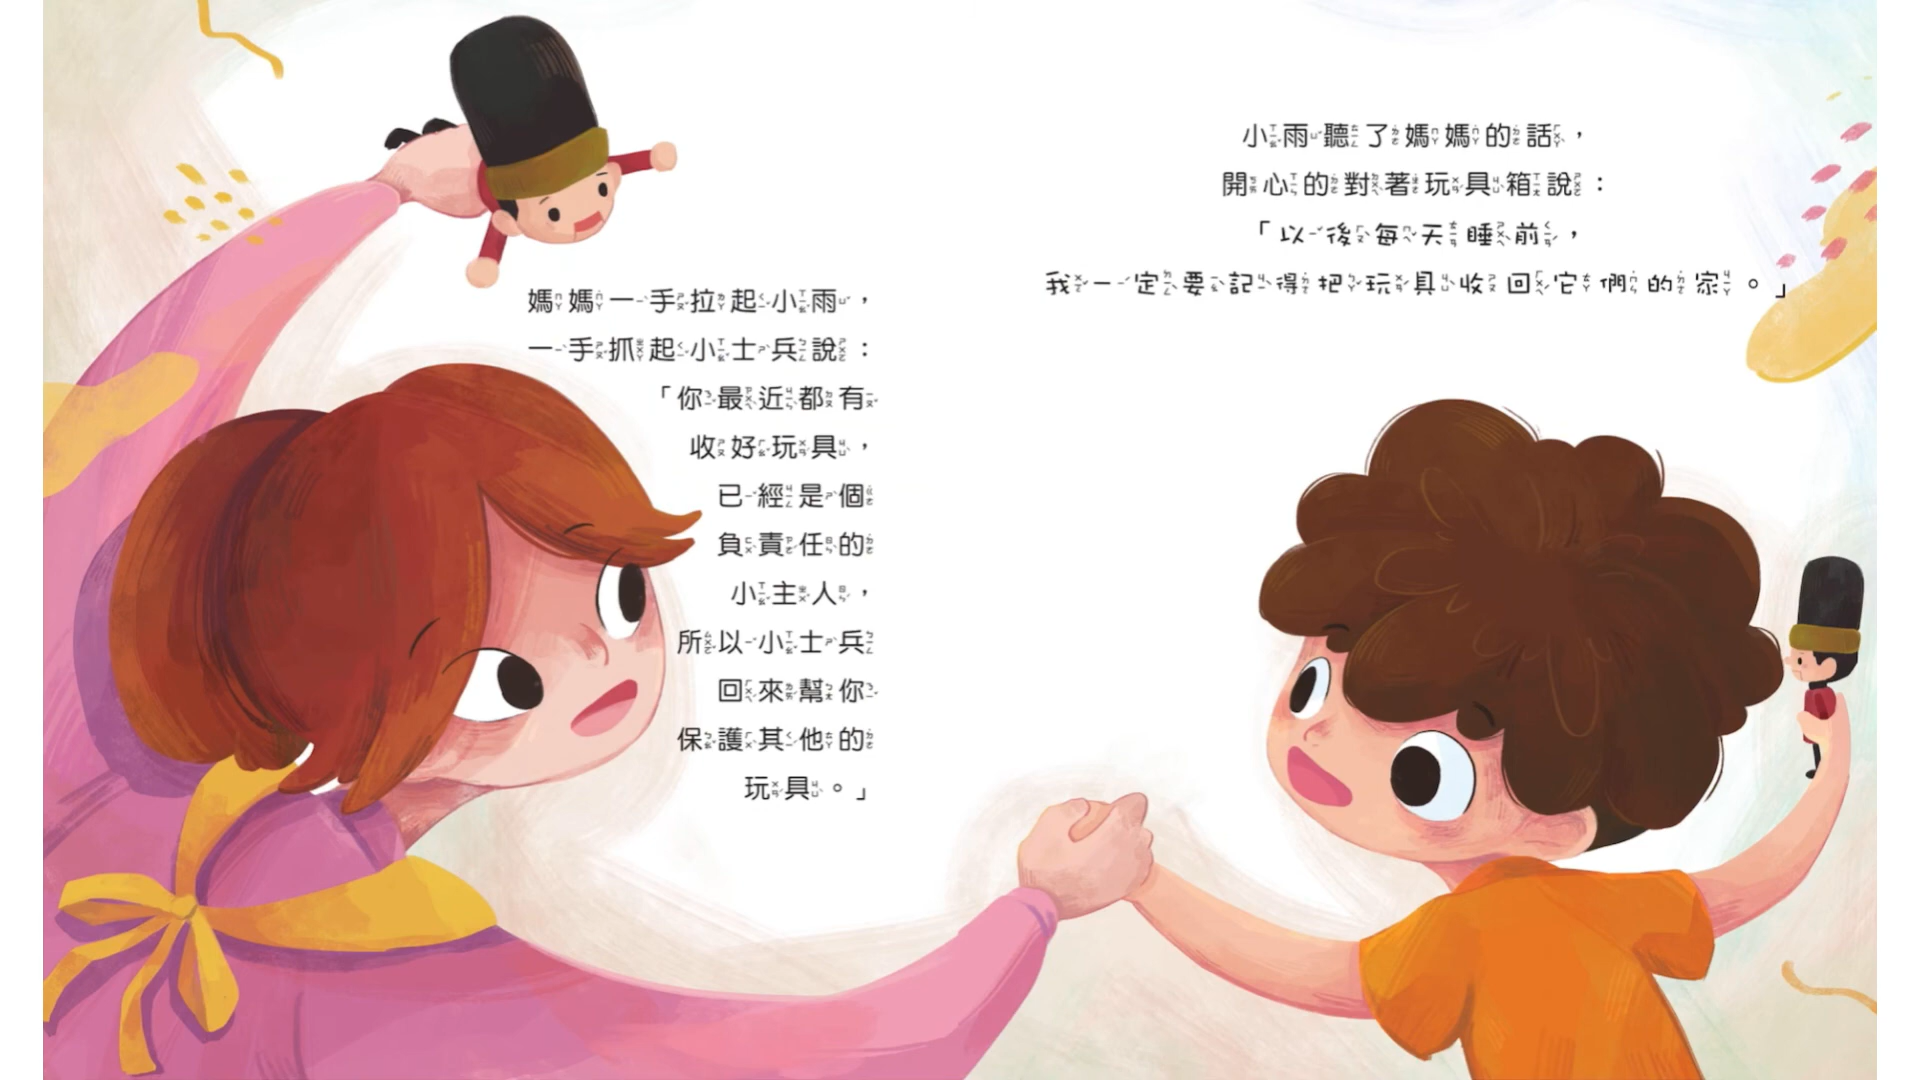 媽媽一手拉起小雨，
一手抓起小士兵說：
「你最近都有
收好玩具，
已經是個
負責任的
小主人，
所以小士兵
回來幫你
保護其他的
玩具。」
小雨聽了媽媽的話，
開心的對著玩具箱說：
「以後每天睡前，
我一定要記得把玩具收回它們的家。」